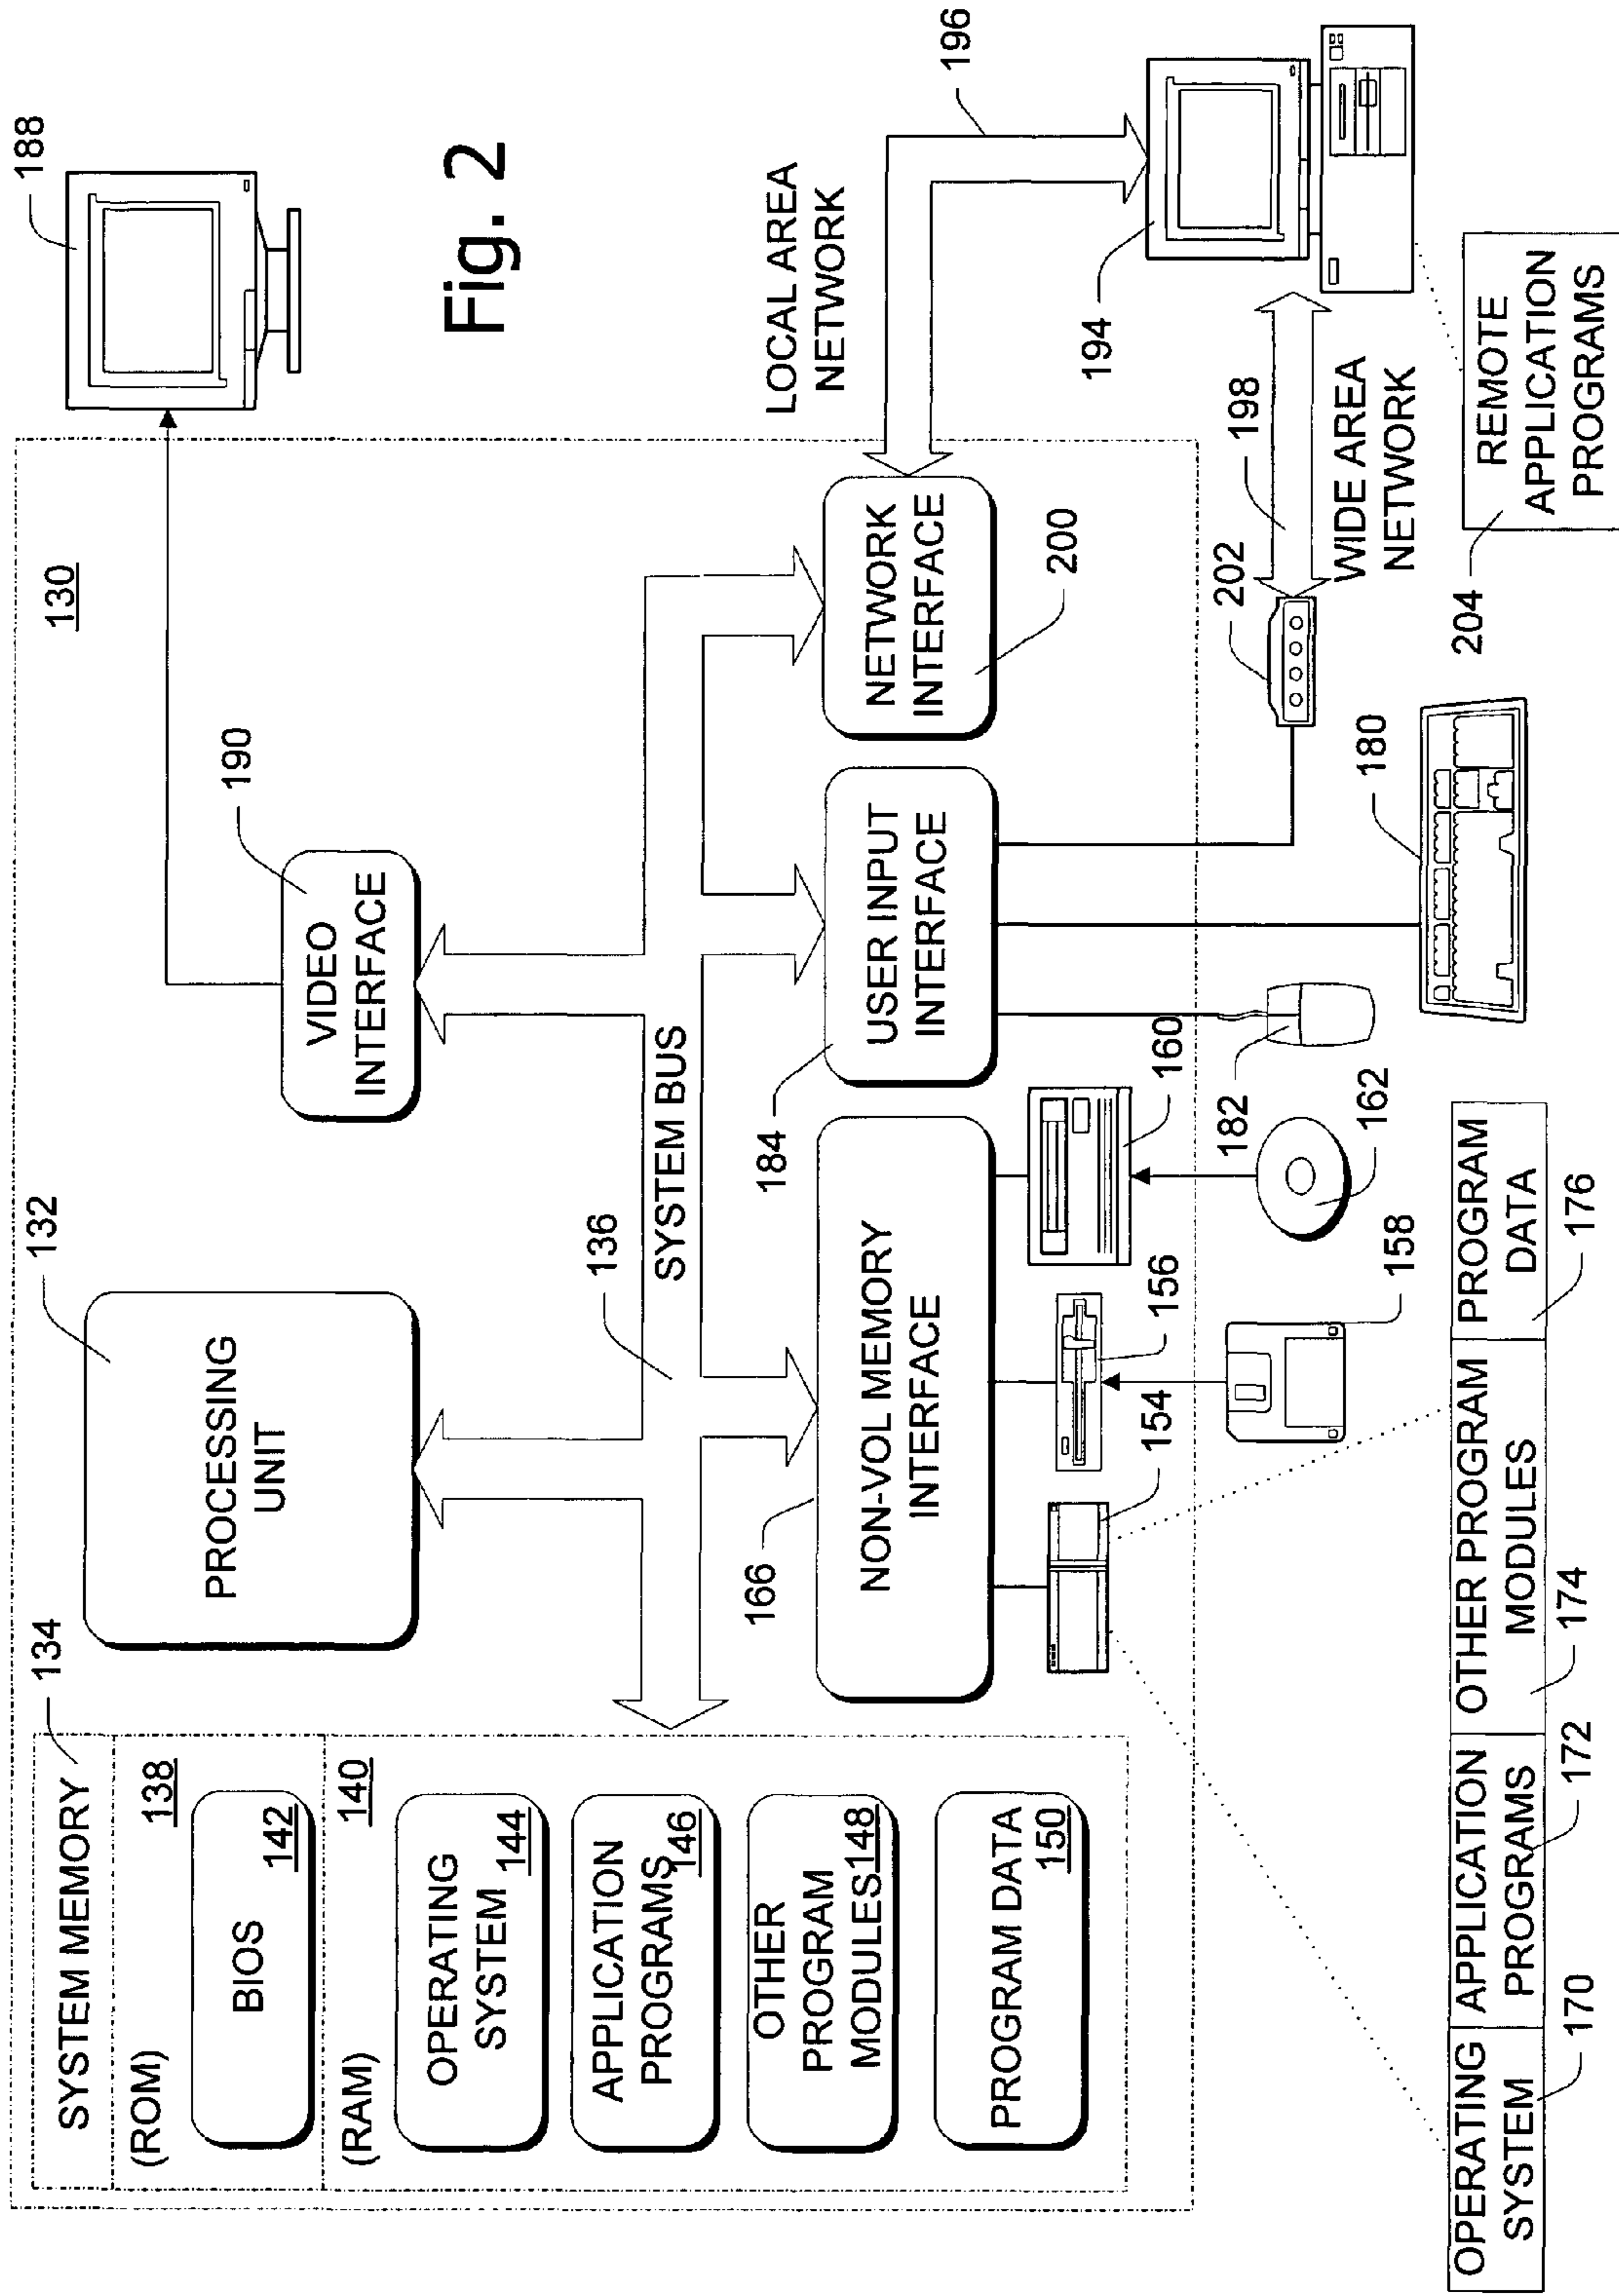 130
188
SYSTEM MEMORY
134
(ROM)
138
BIOS
142
(RAM)
140
OPERATING
SYSTEM
144
APPLICATION
PROGRAMS
146
OTHER
PROGRAM
MODULES
148
PROGRAM DATA
150
132
PROCESSING
UNIT
190
VIDEO
INTERFACE
Fig. 2
136
SYSTEM BUS
166
NON-VOL MEMORY
INTERFACE
184
USER INPUT
INTERFACE
NETWORK
INTERFACE
200
LOCAL AREA
NETWORK
196
154
156
160
158
162
182
180
202
198
WIDE AREA
NETWORK
194
OPERATING
SYSTEM
170
APPLICATION
PROGRAMS
172
OTHER PROGRAM
MODULES
174
PROGRAM
DATA
176
204
REMOTE
APPLICATION
PROGRAMS